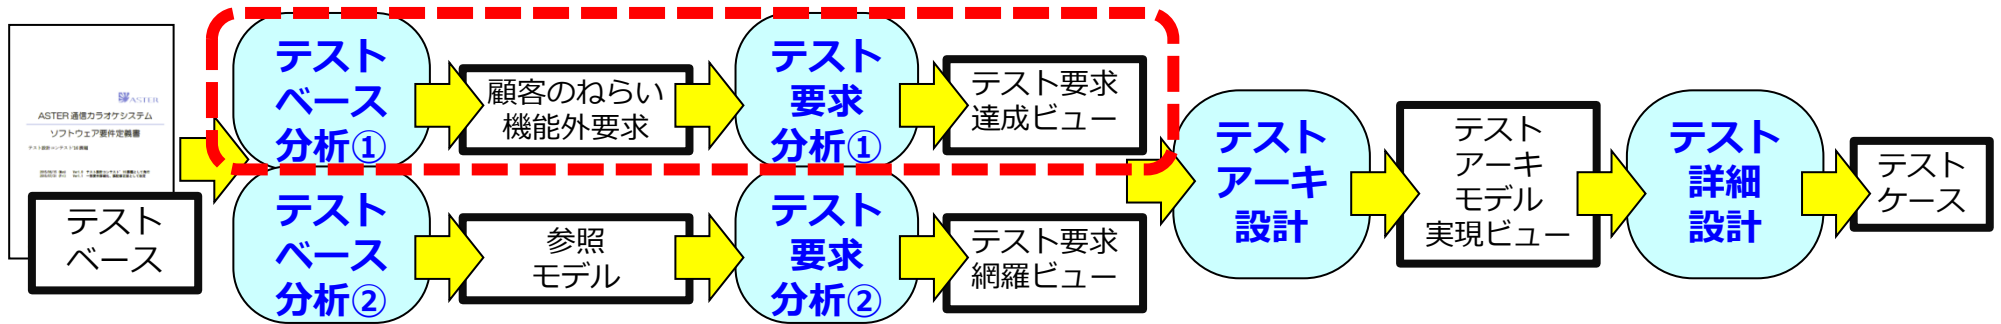 ASTER
ASTER 通信カラオケシステム
ソフトウェア要件定義書
テスト
ベース
テスト
ベース
分析①
顧客のねらい
機能外要求
テスト
要求
分析①
テスト要求
達成ビュー
テスト
ベース
分析②
参照
モデル
テスト
要求
分析②
テスト要求
網羅ビュー
テスト
アーキ
設計
テスト
アーキ
モデル
実現ビュー
テスト
詳細
設計
テスト
ケース